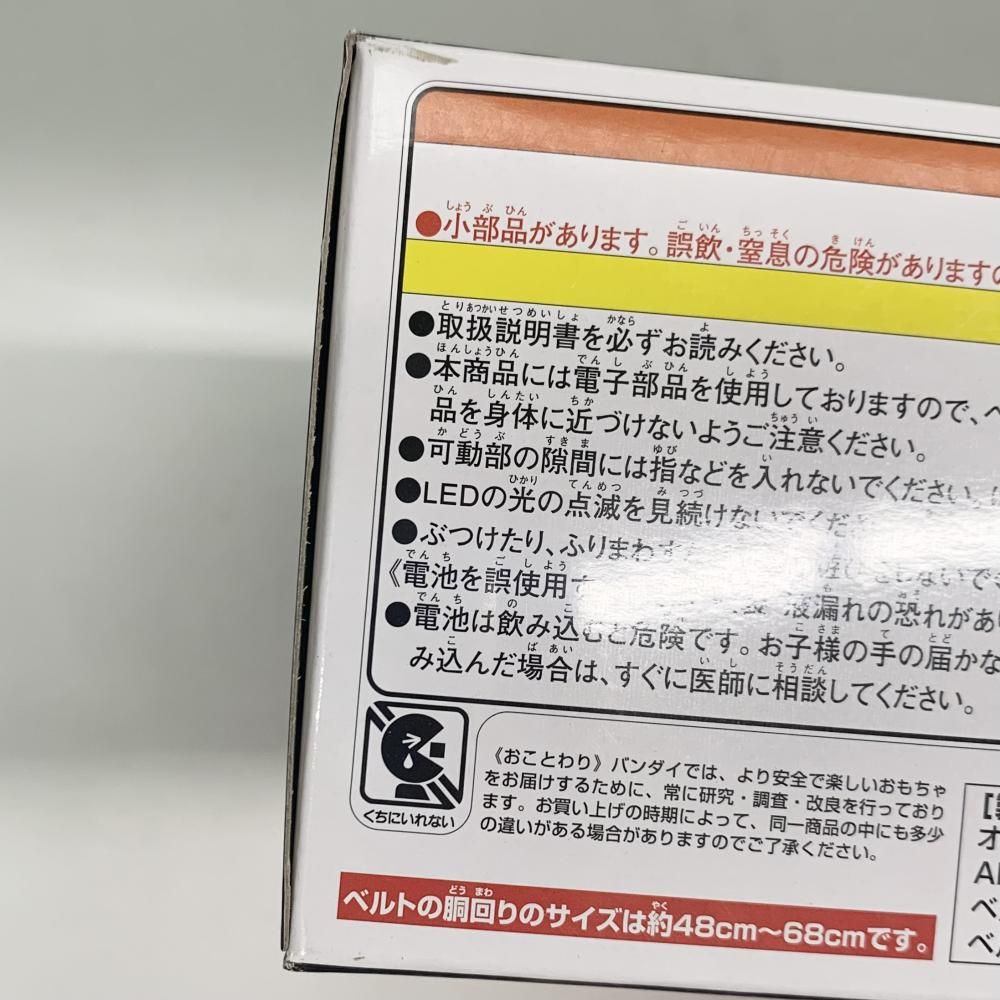 ●小部品があります。誤飲・窒息の危険がありますの
●取扱説明書を必ずお読みください。
●本商品には電子部品を使用しておりますので、ペ
品を身体に近づけないようご注意ください。
●可動部の隙間には指などを入れないでください。
●LEDの光の点滅を見続けないでくだ
●ぶつけたり、ふりまわす
しないで
《電池を誤使用す
液漏れの恐れがあ
●電池は飲み込むと危険です。お子様の手の届かな
み込んだ場合は、すぐに医師に相談してください。
くちにいれない
《おことわり》バンダイでは、より安全で楽しいおもちゃ
をお届けするために、常に研究・調査・改良を行っており
ます。お買い上げの時期によって、同一商品の中にも多少
の違いがある場合がありますのでご了承ください。
オ
ベ
ベル
ベルトの胴回りのサイズは約48cm～68cmです。